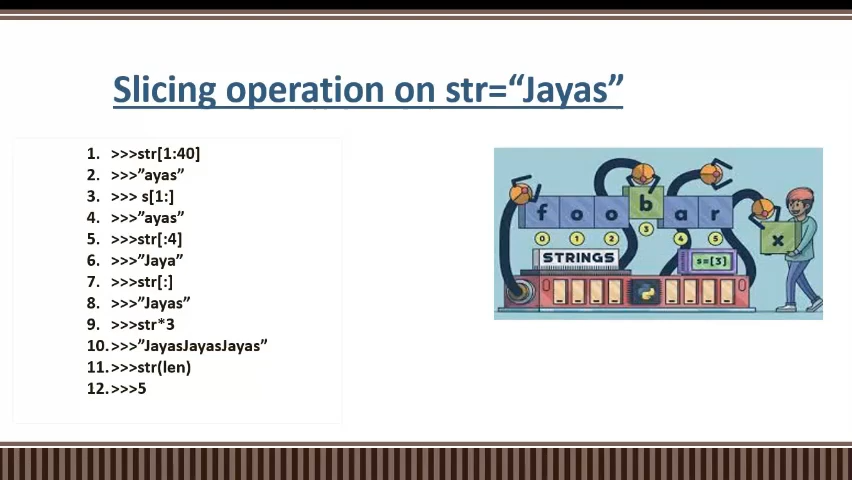 Slicing operation on str=“Jayas”
1. >>>str[1:40]
2. >>>”ayas”
3. >>> s[1:]
4. >>>”ayas”
5. >>>str[:4]
6. >>>”Jaya”
7. >>>str[:]
8. >>>”Jayas”
9. >>>str*3
10.>>>”JayasJayasJayas”
11.>>>str(len)
12.>>>5
f o o b a r
0 1 2 3 4 5
x
STRINGS
s=[3]